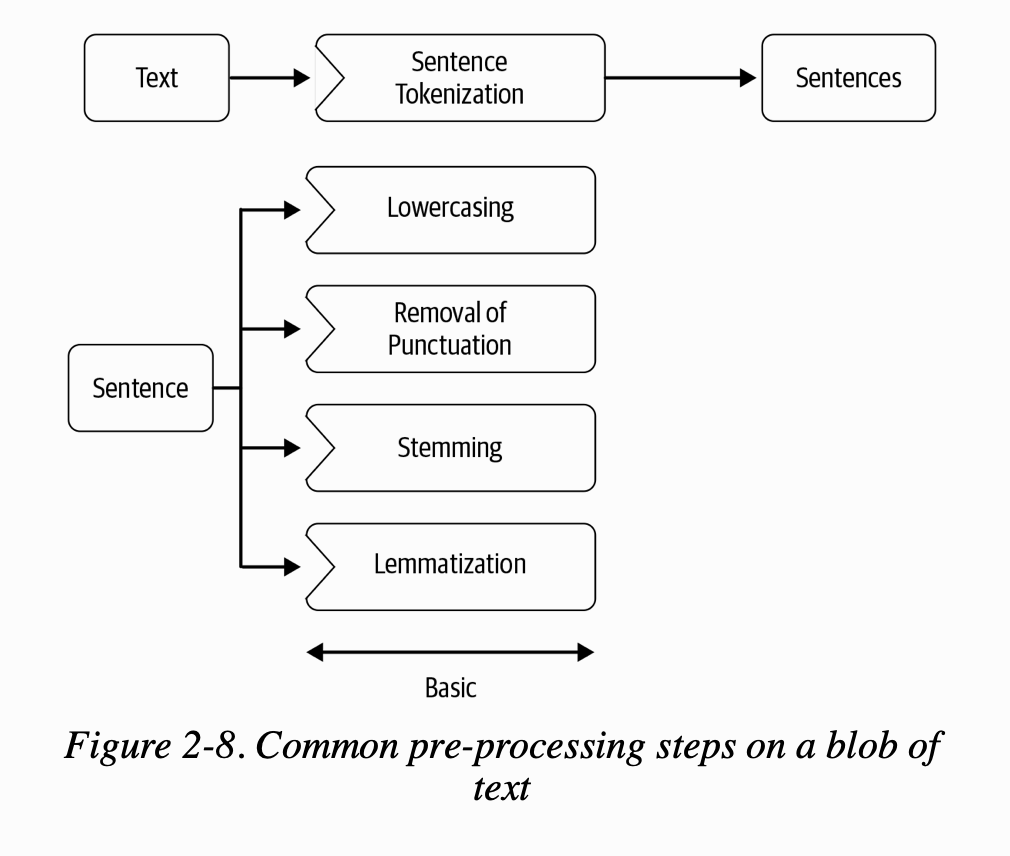 Text
Sentence
Tokenization
Sentences
Lowercasing
Removal of
Punctuation
Sentence
Stemming
Lemmatization
Basic
Figure 2-8. Common pre-processing steps on a blob of
text